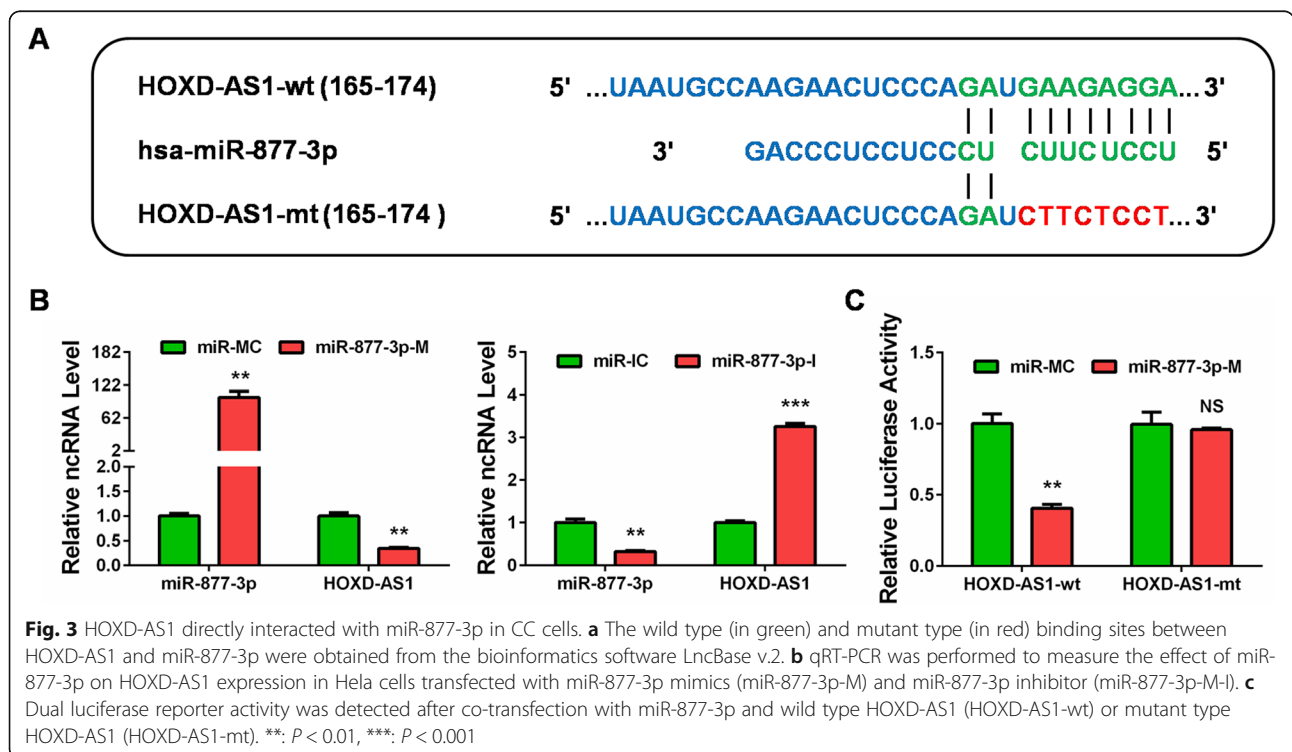 A
HOXD-AS1-wt (165-174) 5' ...UAAUGCCAAGAACUCCCAGAUGAAGAGGA... 3'
hsa-miR-877-3p 3' GACCCUCCUCCCU CUUCUCCU 5'
HOXD-AS1-mt (165-174 ) 5' ...UAAUGCCAAGAACUCCCAGAUCTTCTCCT... 3'
B
Relative ncRNA Level
miR-MC miR-877-3p-M
182
122
62
2
2.0
1.5
1.0
0.5
0.0
**
**
miR-877-3p HOXD-AS1
Relative ncRNA Level
miR-IC miR-877-3p-I
5
4
3
2
1
0
**
***
miR-877-3p HOXD-AS1
C
Relative Luciferase Activity
miR-MC miR-877-3p-M
1.5
1.0
0.5
0.0
**
NS
HOXD-AS1-wt HOXD-AS1-mt
Fig. 3 HOXD-AS1 directly interacted with miR-877-3p in CC cells. a The wild type (in green) and mutant type (in red) binding sites between
HOXD-AS1 and miR-877-3p were obtained from the bioinformatics software LncBase v.2. b qRT-PCR was performed to measure the effect of miR-
877-3p on HOXD-AS1 expression in Hela cells transfected with miR-877-3p mimics (miR-877-3p-M) and miR-877-3p inhibitor (miR-877-3p-M-I). c
Dual luciferase reporter activity was detected after co-transfection with miR-877-3p and wild type HOXD-AS1 (HOXD-AS1-wt) or mutant type
HOXD-AS1 (HOXD-AS1-mt). **: P < 0.01, ***: P < 0.001